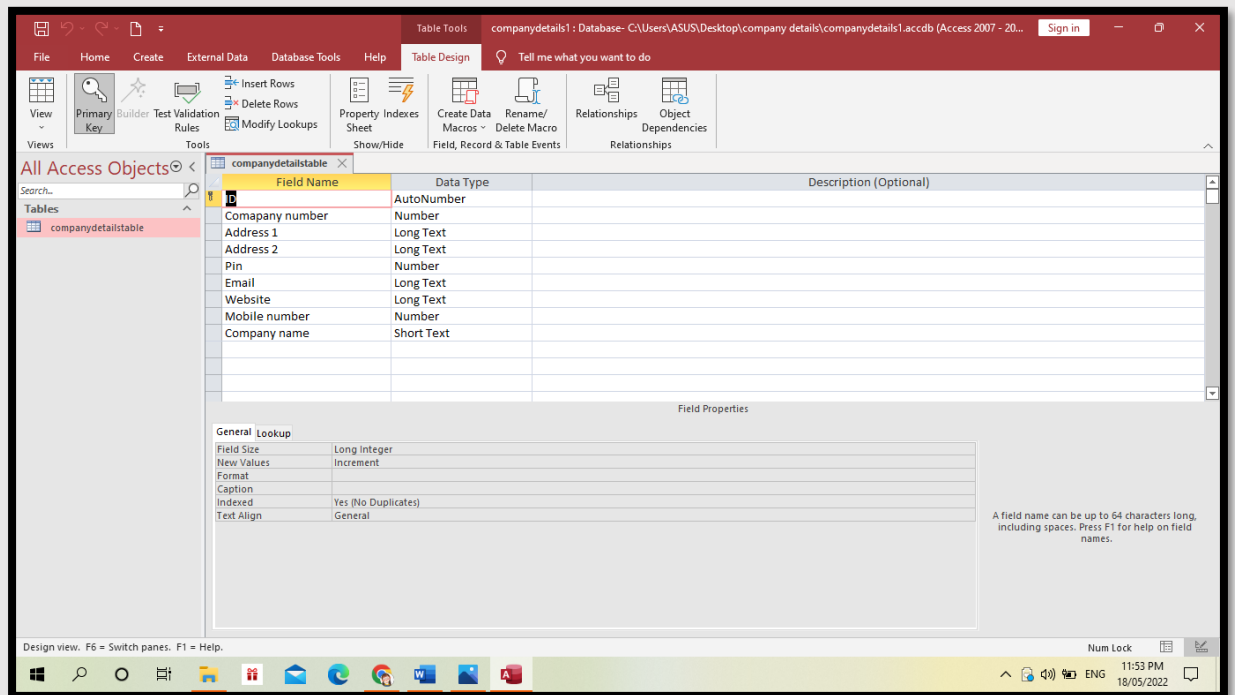 Table Tools companydetails1 : Database- C:\Users\ASUS\Desktop\company details\companydetails1.accdb (Access 2007 - 20... Sign in
File Home Create External Data Database Tools Help Table Design Tell me what you want to do
View Primary Key Builder Test Validation Rules Insert Rows Delete Rows Modify Lookups Property Sheet Indexes Create Data Macros Rename/ Delete Macro Relationships Object Dependencies
Views Tools Show/Hide Field, Record & Table Events Relationships
All Access Objects
Search...
Tables
companydetailstable
companydetailstable
Field Name Data Type Description (Optional)
ID AutoNumber
Comapany number Number
Address 1 Long Text
Address 2 Long Text
Pin Number
Email Long Text
Website Long Text
Mobile number Number
Company name Short Text
Field Properties
General Lookup
Field Size Long Integer
New Values Increment
Format
Caption
Indexed Yes (No Duplicates)
Text Align General
A field name can be up to 64 characters long,
including spaces. Press F1 for help on field
names.
Design view. F6 = Switch panes. F1 = Help. Num Lock
ENG 11:53 PM
18/05/2022